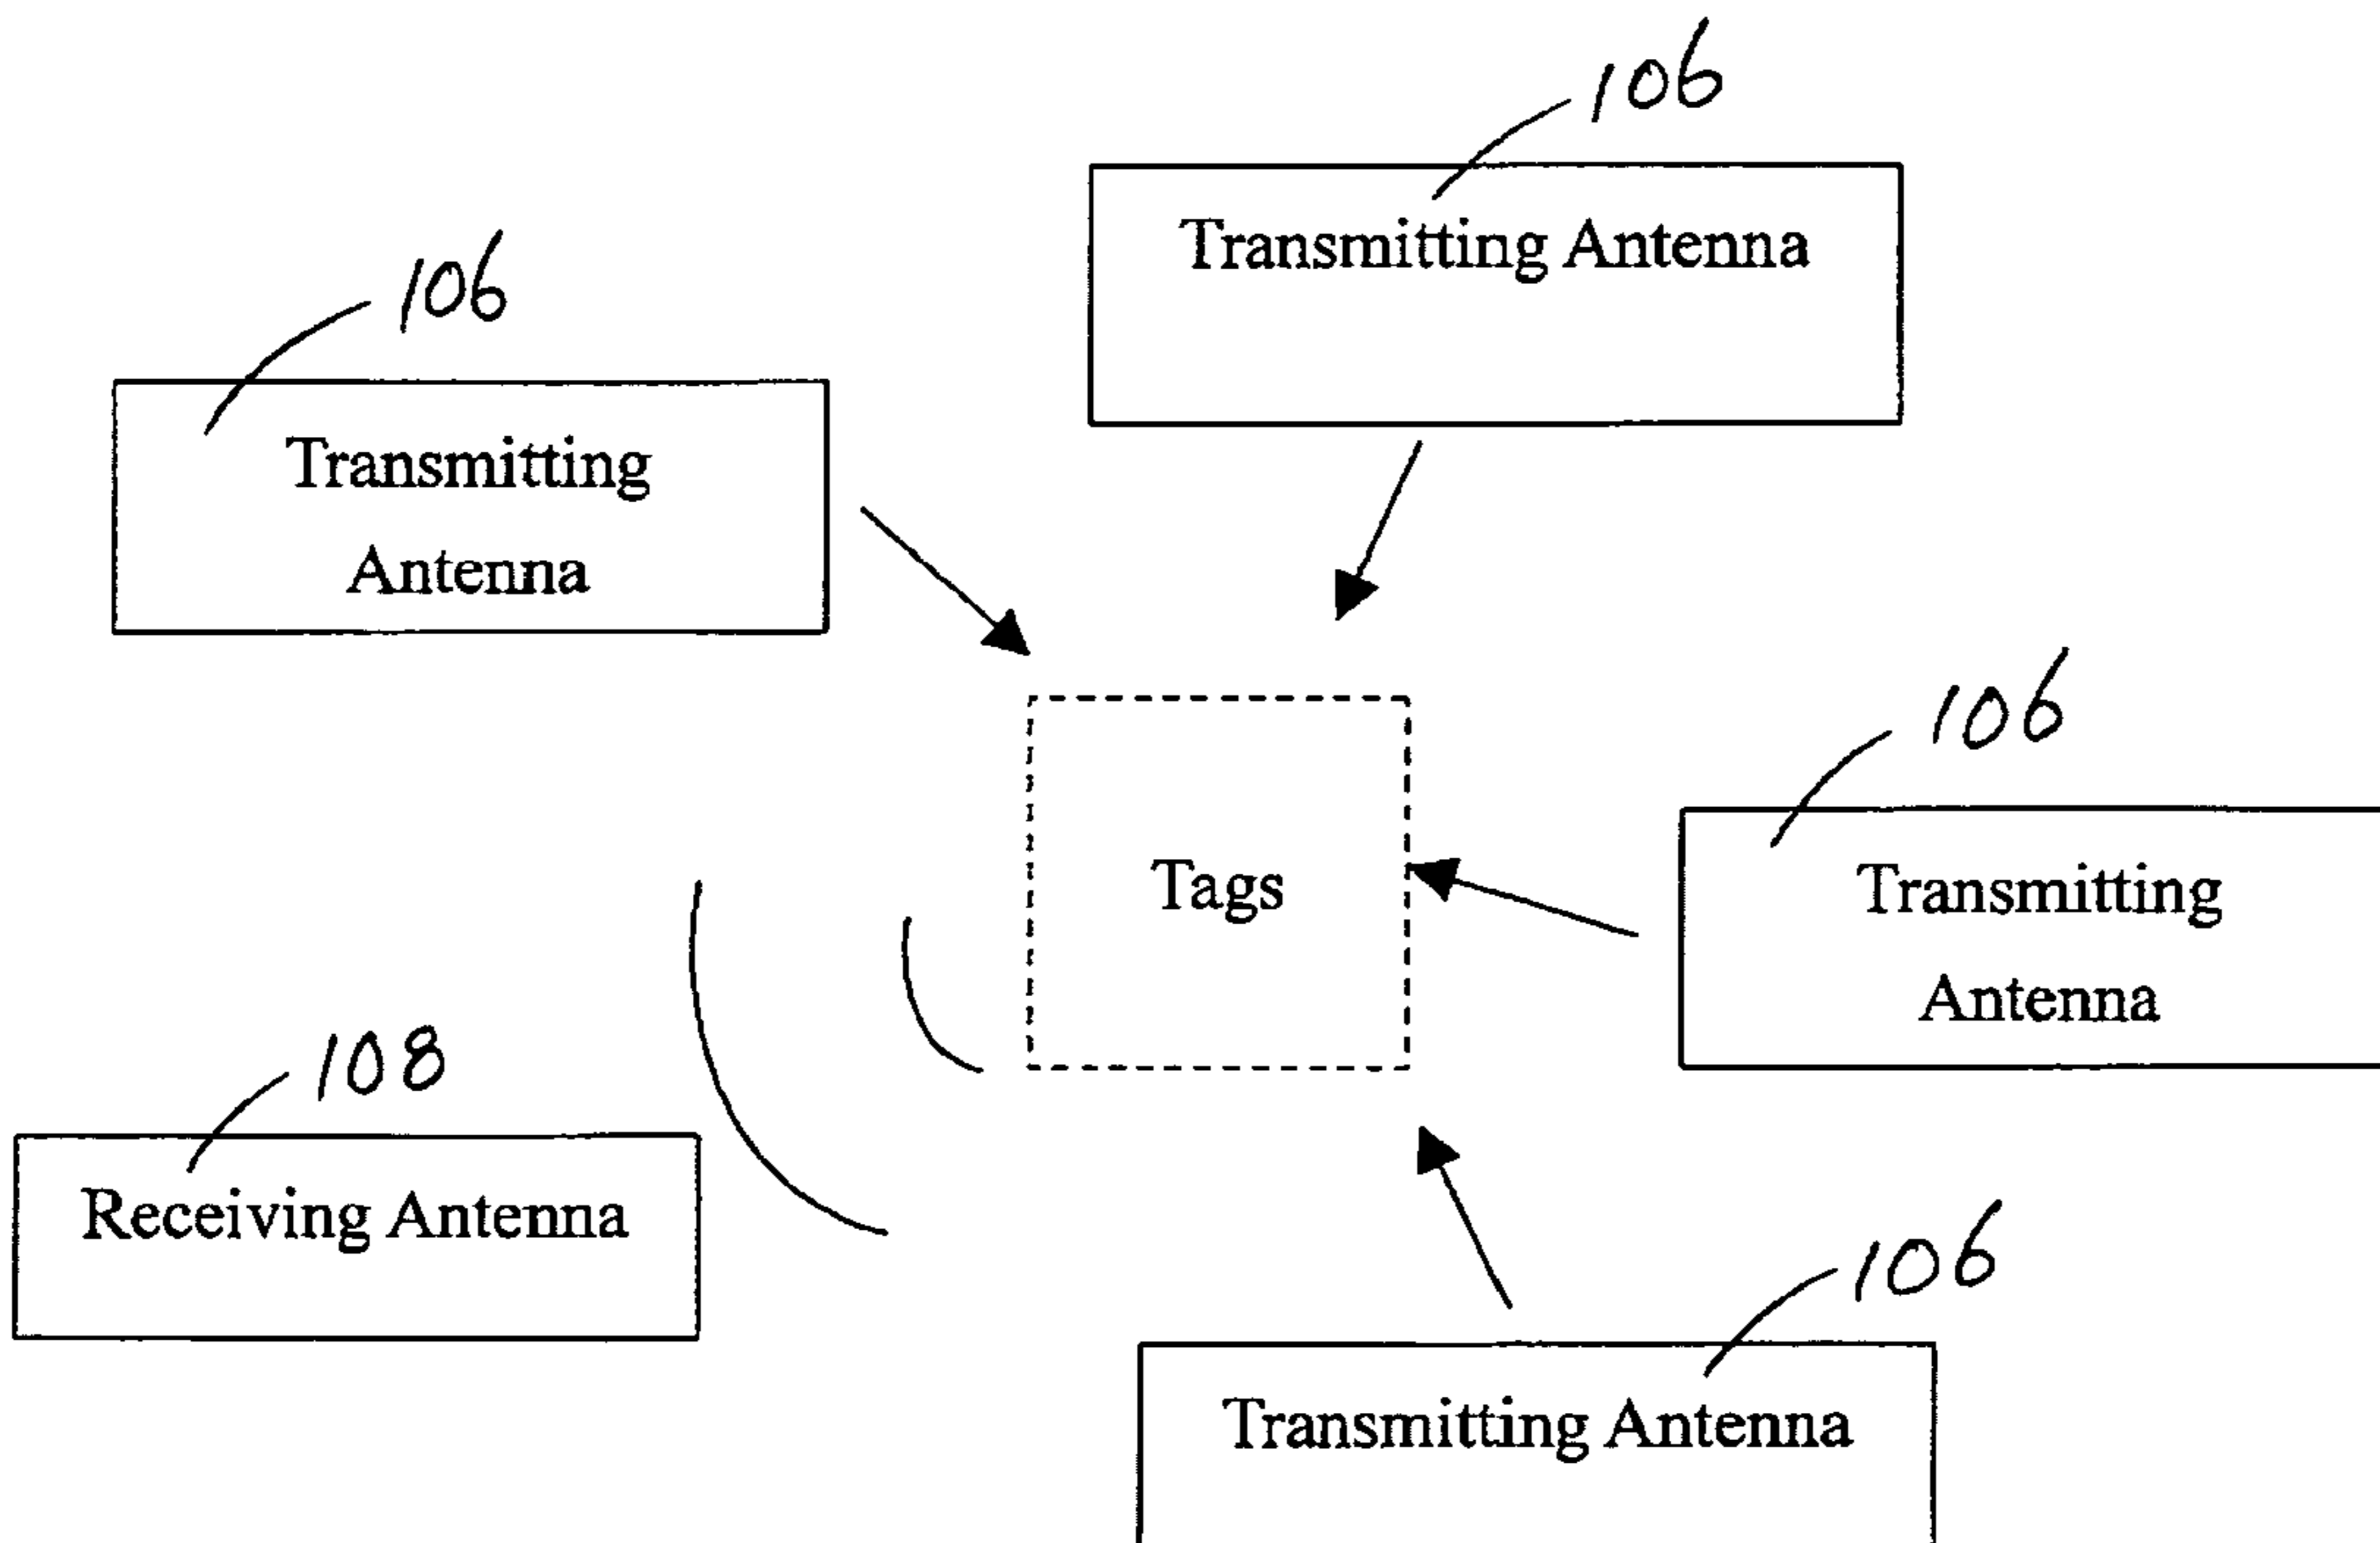 106
Transmitting Antenna
106
Transmitting
Antenna
106
Tags
Transmitting
Antenna
108
Receiving Antenna
106
Transmitting Antenna